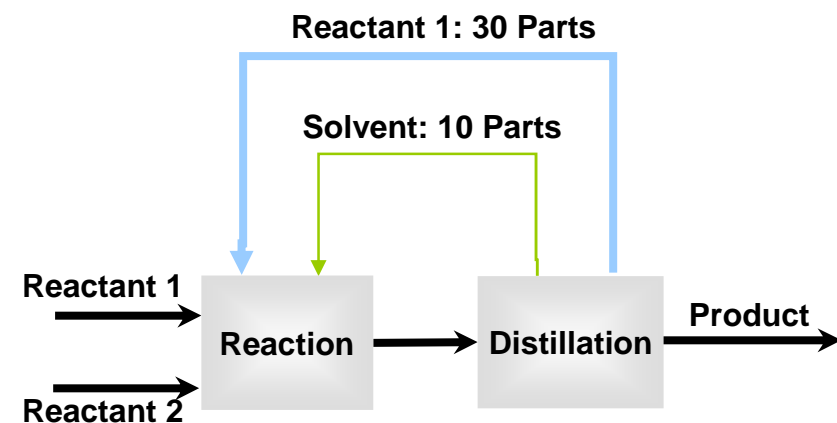 Reactant 1: 30 Parts
Solvent: 10 Parts
Reactant 1
Reaction
Distillation
Product
Reactant 2